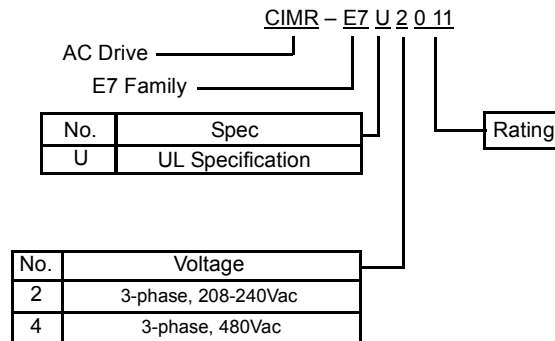 CIMR – E7 U 2 0 11
AC Drive
E7 Family
No. Spec
U UL Specification
Rating
No. Voltage
2 3-phase, 208-240Vac
4 3-phase, 480Vac